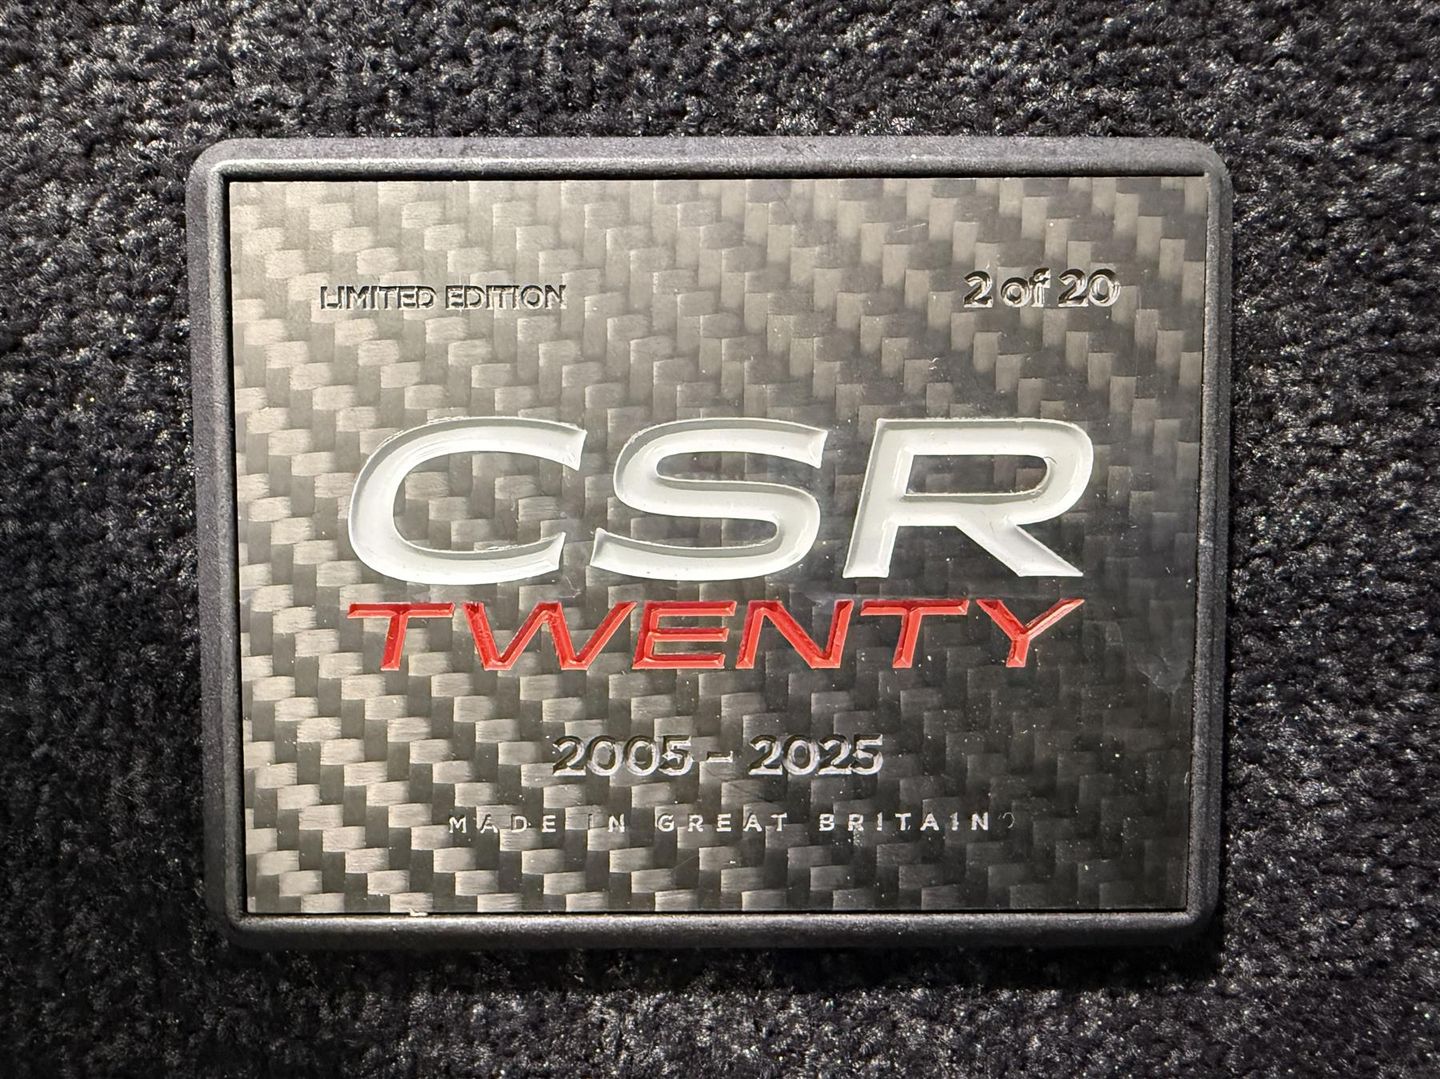 LIMITED EDITION
2 of 20
CSR
TWENTY
2005 - 2025
MADE IN GREAT BRITAIN